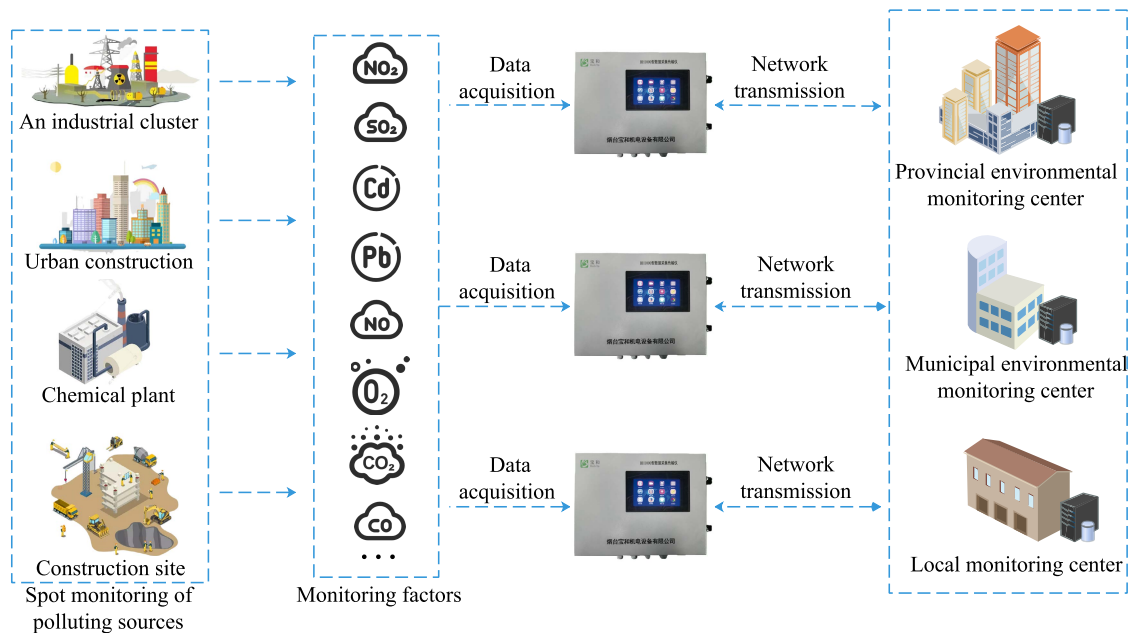 An industrial cluster
Urban construction
Chemical plant
Construction site
Spot monitoring of
polluting sources
NO₂
SO₂
Cd
Pb
NO
O₂
CO₂
CO
...
Monitoring factors
Data
acquisition
Data
acquisition
Data
acquisition
烟台宝和机电设备有限公司
烟台宝和机电设备有限公司
烟台宝和机电设备有限公司
Network
transmission
Network
transmission
Network
transmission
Provincial environmental
monitoring center
Municipal environmental
monitoring center
Local monitoring center